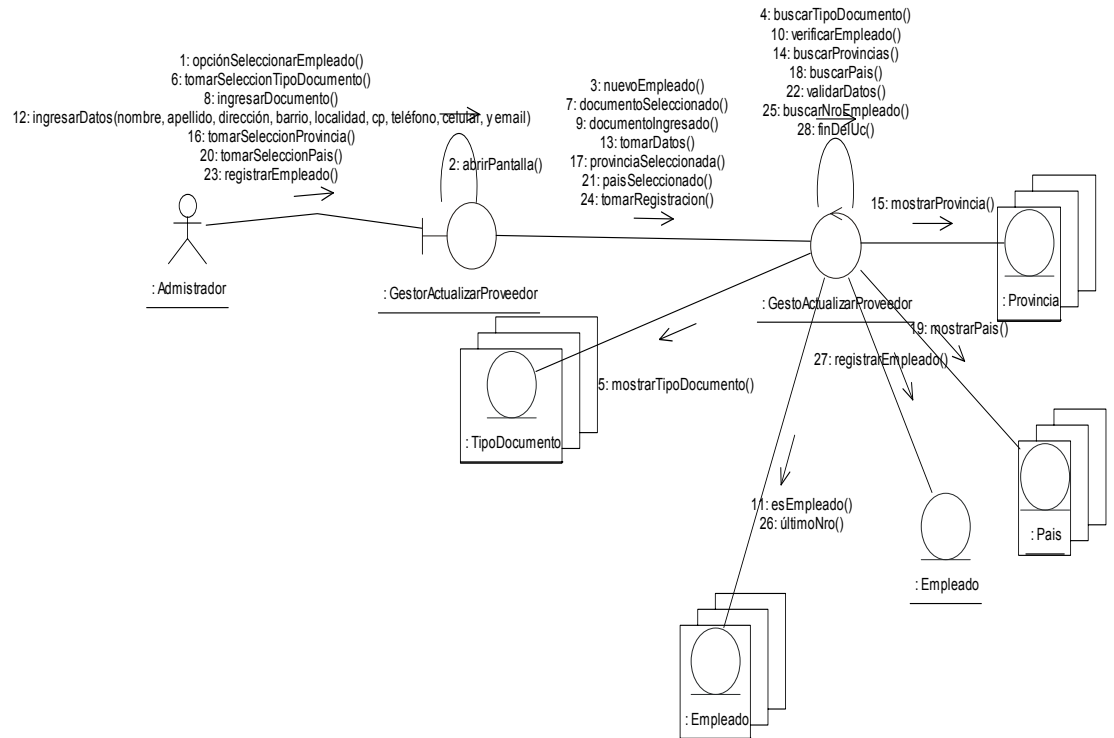 4: buscarTipoDocumento()
10: verificarEmpleado()
14: buscarProvincias()
18: buscarPais()
22: validarDatos()
25: buscarNroEmpleado()
28: finDelUc()
1: opciónSeleccionarEmpleado()
6: tomarSeleccionTipoDocumento()
8: ingresarDocumento()
12: ingresarDatos(nombre, apellido, dirección, barrio, localidad, cp, teléfono, celular, y email)
16: tomarSeleccionProvincia()
20: tomarSeleccionPais()
23: registrarEmpleado()
2: abrirPantalla()
3: nuevoEmpleado()
7: documentoSeleccionado()
9: documentoIngresado()
13: tomarDatos()
17: provinciaSeleccionada()
21: paisSeleccionado()
24: tomarRegistracion()
15: mostrarProvincia()
: Admistrador
: GestorActualizarProveedor
: GestoActualizarProveedor
: Provincia
19: mostrarPais()
27: registrarEmpleado()
5: mostrarTipoDocumento()
: TipoDocumento
11: esEmpleado()
26: últimoNro()
: Pais
: Empleado
: Empleado